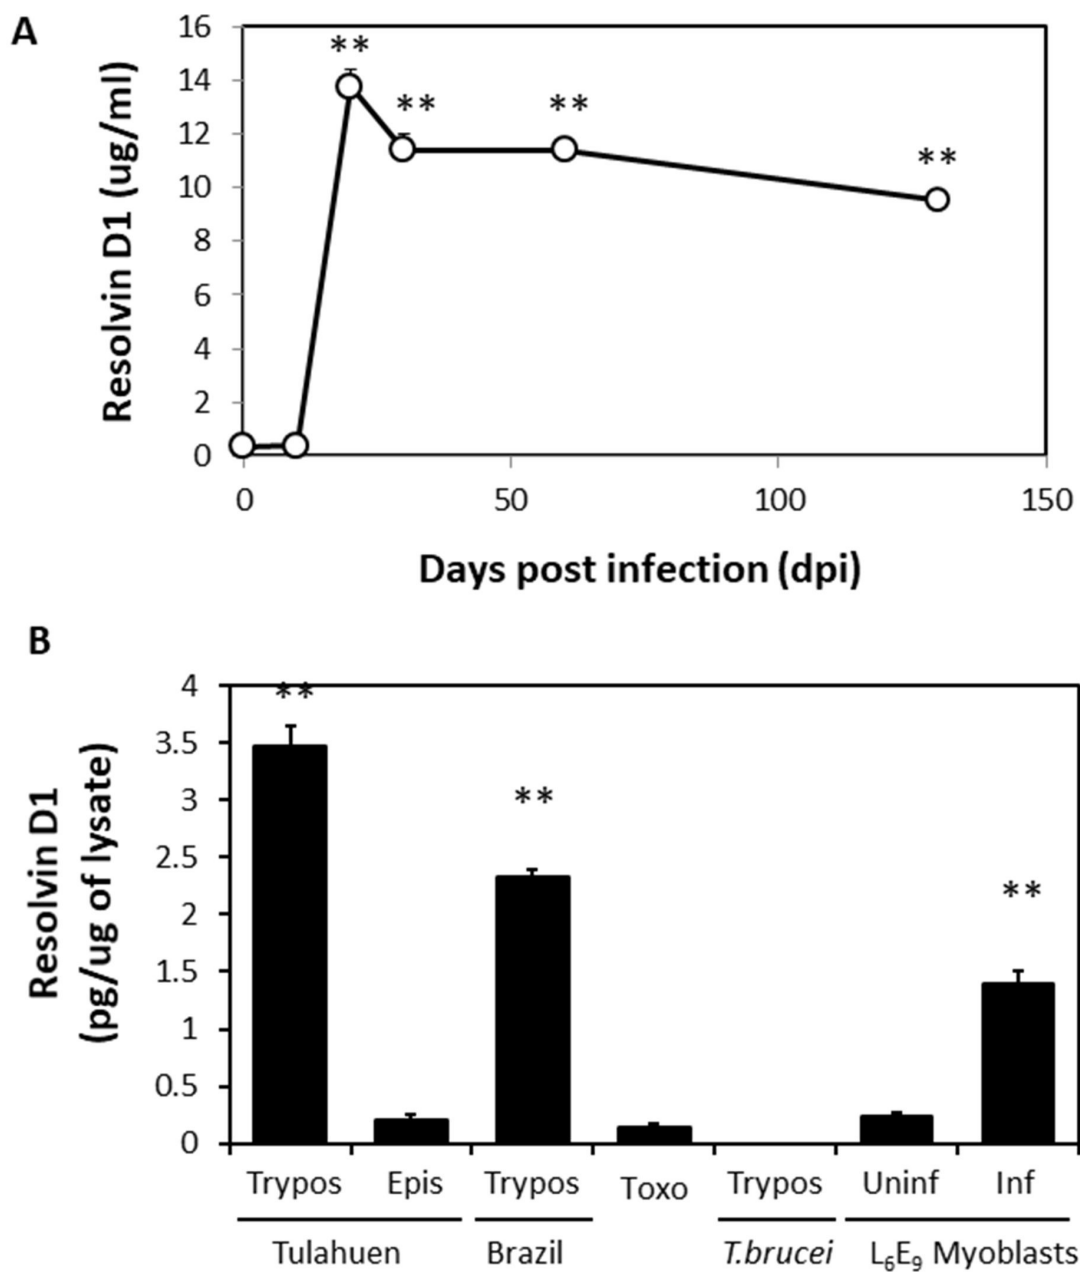 A
Resolvin D1 (ug/ml)
16
14
12
10
8
6
4
2
0
**
**
**
**
0 50 100 150
Days post infection (dpi)
B
Resolvin D1
(pg/ug of lysate)
4
3.5
3
2.5
2
1.5
1
0.5
0
**
**
**
Trypos Epis Trypos Toxo Trypos Uninf Inf
Tulahuen Brazil T.brucei L₆E₉ Myoblasts